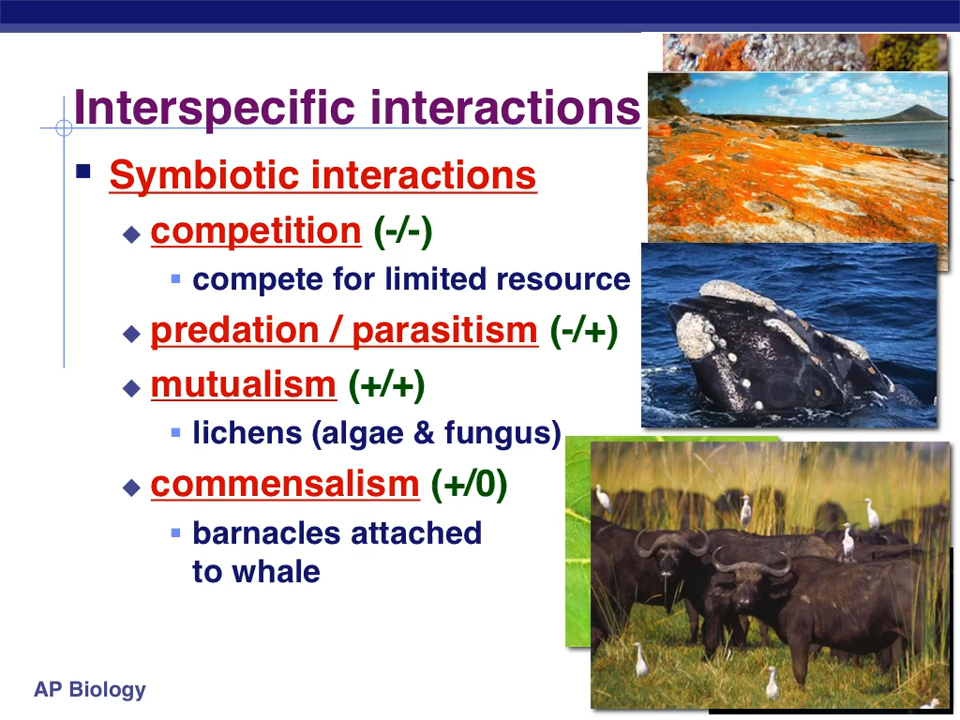 Interspecific interactions
Symbiotic interactions
competition (-/-)
compete for limited resource
predation / parasitism (-/+)
mutualism (+/+)
lichens (algae & fungus)
commensalism (+/0)
barnacles attached
to whale
AP Biology